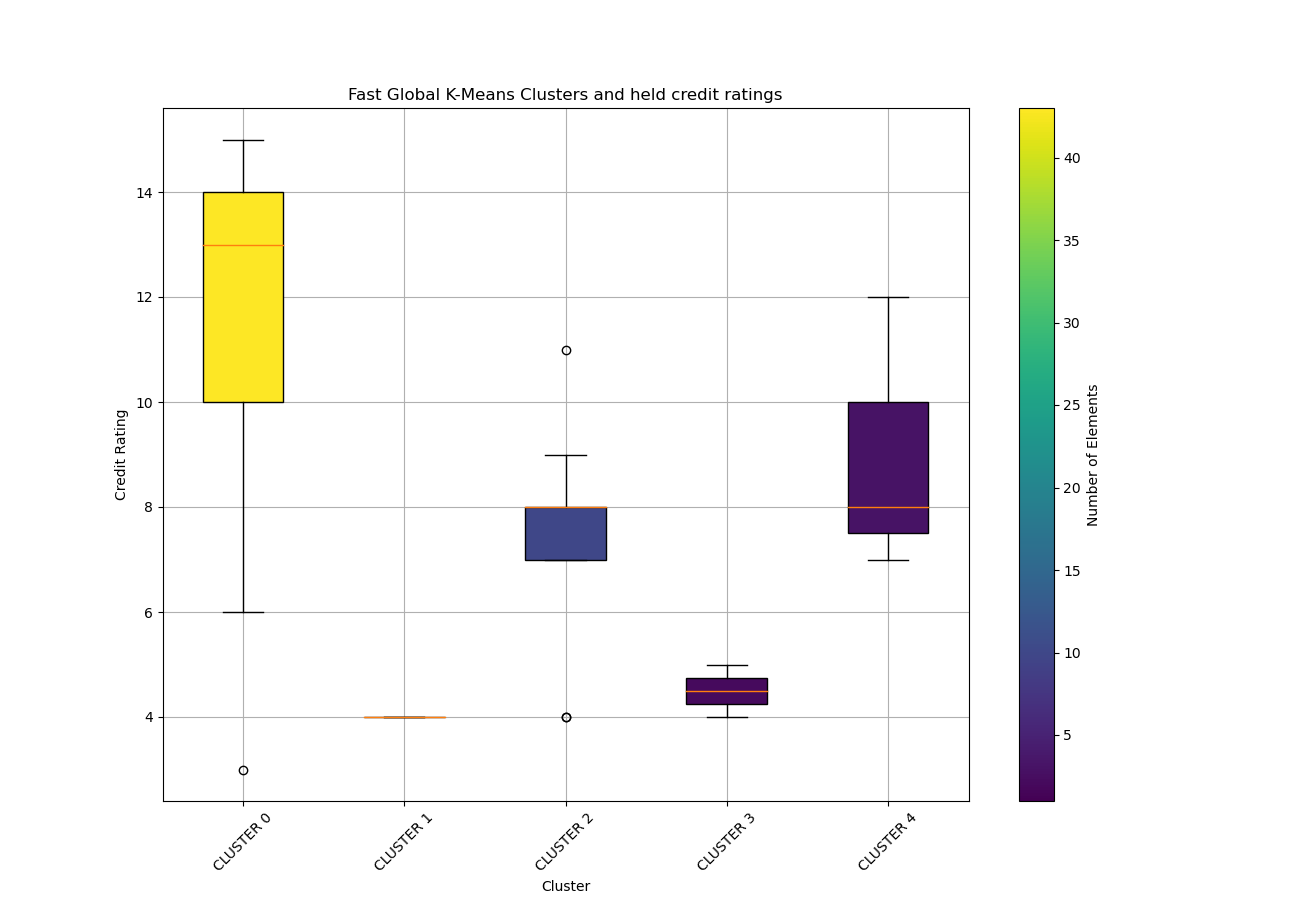 Fast Global K-Means Clusters and held credit ratings
Credit Rating
14
12
10
8
6
4
CLUSTER 0
CLUSTER 1
CLUSTER 2
CLUSTER 3
CLUSTER 4
Cluster
40
35
30
25
20
15
10
5
Number of Elements